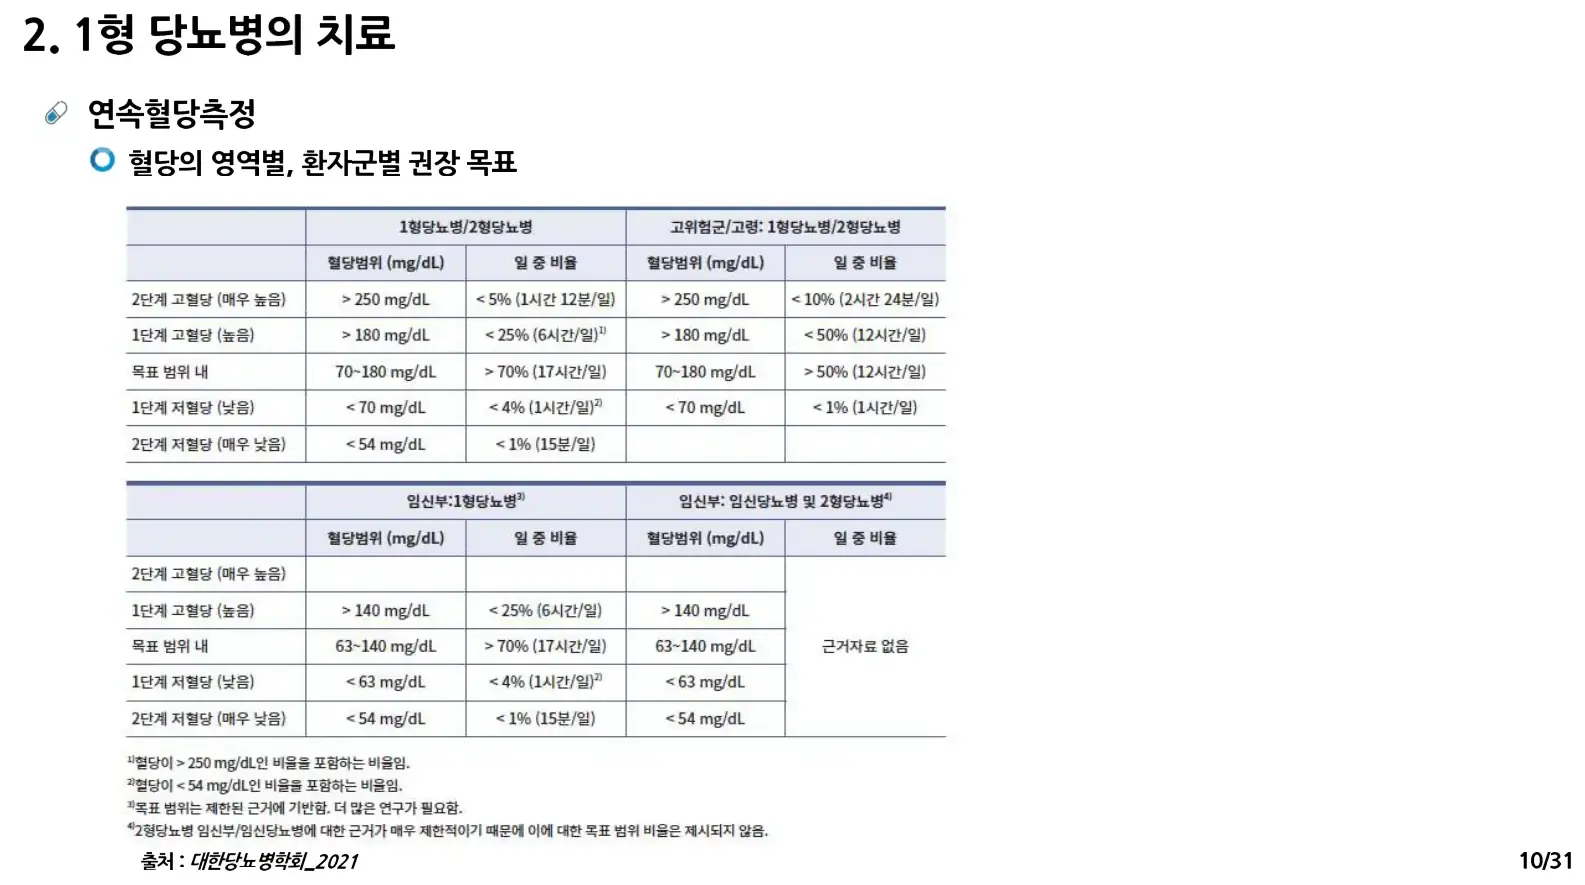 2. 1형 당뇨병의 치료
연속혈당측정
혈당의 영역별, 환자군별 권장 목표
1형당뇨병/2형당뇨병 고위험군/고령: 1형당뇨병/2형당뇨병
혈당범위 (mg/dL) 일 중 비율 혈당범위 (mg/dL) 일 중 비율
2단계 고혈당 (매우 높음) > 250 mg/dL < 5% (1시간 12분/일) > 250 mg/dL < 10% (2시간 24분/일)
1단계 고혈당 (높음) > 180 mg/dL < 25% (6시간/일)1) > 180 mg/dL < 50% (12시간/일)
목표 범위 내 70~180 mg/dL > 70% (17시간/일) 70~180 mg/dL > 50% (12시간/일)
1단계 저혈당 (낮음) < 70 mg/dL < 4% (1시간/일)2) < 70 mg/dL < 1% (1시간/일)
2단계 저혈당 (매우 낮음) < 54 mg/dL < 1% (15분/일)
임신부:1형당뇨병3) 임신부: 임신당뇨병 및 2형당뇨병4)
혈당범위 (mg/dL) 일 중 비율 혈당범위 (mg/dL) 일 중 비율
2단계 고혈당 (매우 높음)
1단계 고혈당 (높음) > 140 mg/dL < 25% (6시간/일) > 140 mg/dL
목표 범위 내 63~140 mg/dL > 70% (17시간/일) 63~140 mg/dL 근거자료 없음
1단계 저혈당 (낮음) < 63 mg/dL < 4% (1시간/일)2) < 63 mg/dL
2단계 저혈당 (매우 낮음) < 54 mg/dL < 1% (15분/일) < 54 mg/dL
1)혈당이 > 250 mg/dL인 비율을 포함하는 비율임.
2)혈당이 < 54 mg/dL인 비율을 포함하는 비율임.
3)목표 범위는 제한된 근거에 기반함. 더 많은 연구가 필요함.
4)2형당뇨병 임신부/임신당뇨병에 대한 근거가 매우 제한적이기 때문에 이에 대한 목표 범위 비율은 제시되지 않음.
출처 : 대한당뇨병학회_2021
10/31